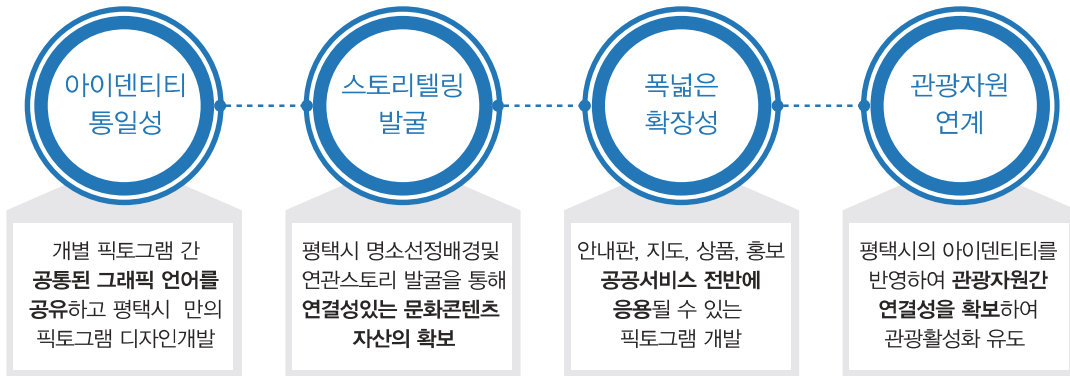 아이덴티티
통일성
스토리텔링
발굴
폭넓은
확장성
관광자원
연계
개별 픽토그램 간
공통된 그래픽 언어를
공유하고 평택시 만의
픽토그램 디자인개발
평택시 명소선정배경및
연관스토리 발굴을 통해
연결성있는 문화콘텐츠
자산의 확보
안내판, 지도, 상품, 홍보
공공서비스 전반에
응용될 수 있는
픽토그램 개발
평택시의 아이덴티티를
반영하여 관광자원간
연결성을 확보하여
관광활성화 유도